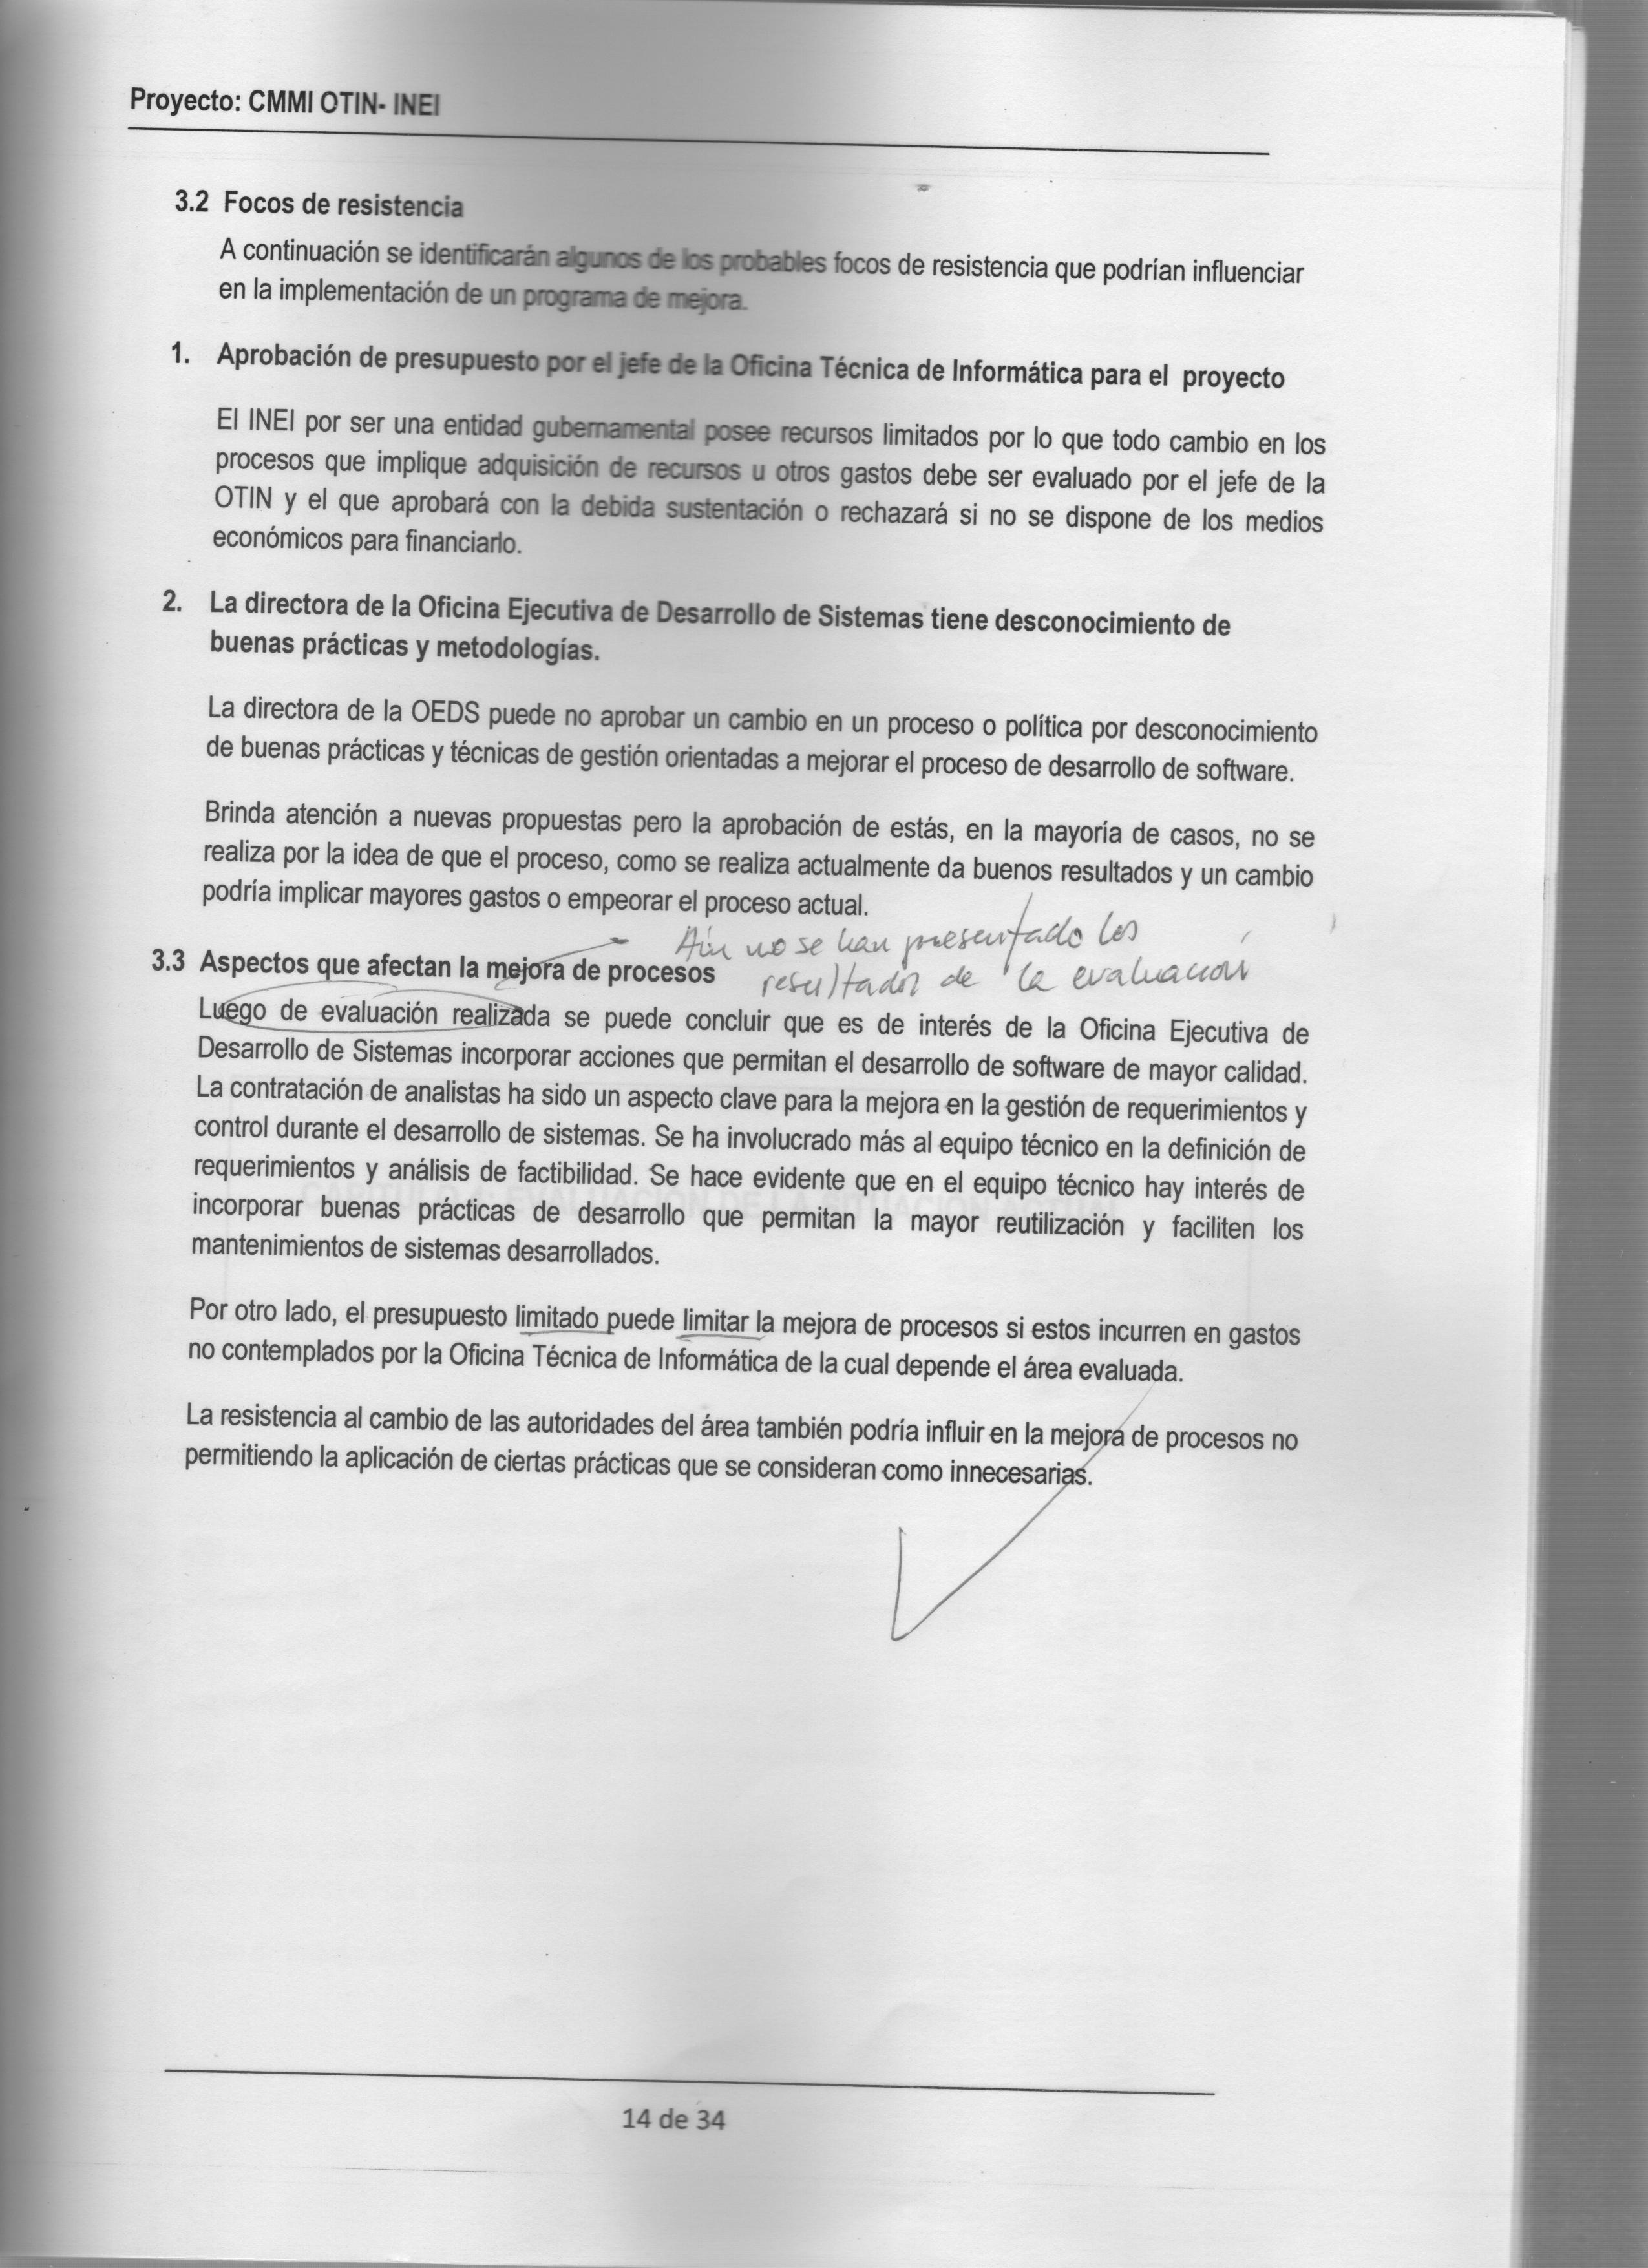 Proyecto: CMMI OTIN- INEI
3.2 Focos de resistencia
A continuación se identificarán algunos de los probables focos de resistencia que podrían influenciar
en la implementación de un programa de mejora.
1. Aprobación de presupuesto por el jefe de la Oficina Técnica de Informática para el proyecto
El INEI por ser una entidad gubernamental posee recursos limitados por lo que todo cambio en los
procesos que implique adquisición de recursos u otros gastos debe ser evaluado por el jefe de la
OTIN y el que aprobará con la debida sustentación o rechazará si no se dispone de los medios
económicos para financiarlo.
2. La directora de la Oficina Ejecutiva de Desarrollo de Sistemas tiene desconocimiento de
buenas prácticas y metodologías.
La directora de la OEDS puede no aprobar un cambio en un proceso o política por desconocimiento
de buenas prácticas y técnicas de gestión orientadas a mejorar el proceso de desarrollo de software.
Brinda atención a nuevas propuestas pero la aprobación de estás, en la mayoría de casos, no se
realiza por la idea de que el proceso, como se realiza actualmente da buenos resultados y un cambio
podría implicar mayores gastos o empeorar el proceso actual.
Aún no se han presentado los
resultados de la evaluación
3.3 Aspectos que afectan la mejora de procesos
Luego de evaluación realizada se puede concluir que es de interés de la Oficina Ejecutiva de
Desarrollo de Sistemas incorporar acciones que permitan el desarrollo de software de mayor calidad.
La contratación de analistas ha sido un aspecto clave para la mejora en la gestión de requerimientos y
control durante el desarrollo de sistemas. Se ha involucrado más al equipo técnico en la definición de
requerimientos y análisis de factibilidad. Se hace evidente que en el equipo técnico hay interés de
incorporar buenas prácticas de desarrollo que permitan la mayor reutilización y faciliten los
mantenimientos de sistemas desarrollados.
Por otro lado, el presupuesto limitado puede limitar la mejora de procesos si estos incurren en gastos
no contemplados por la Oficina Técnica de Informática de la cual depende el área evaluada.
La resistencia al cambio de las autoridades del área también podría influir en la mejora de procesos no
permitiendo la aplicación de ciertas prácticas que se consideran como innecesarias.
14 de 34